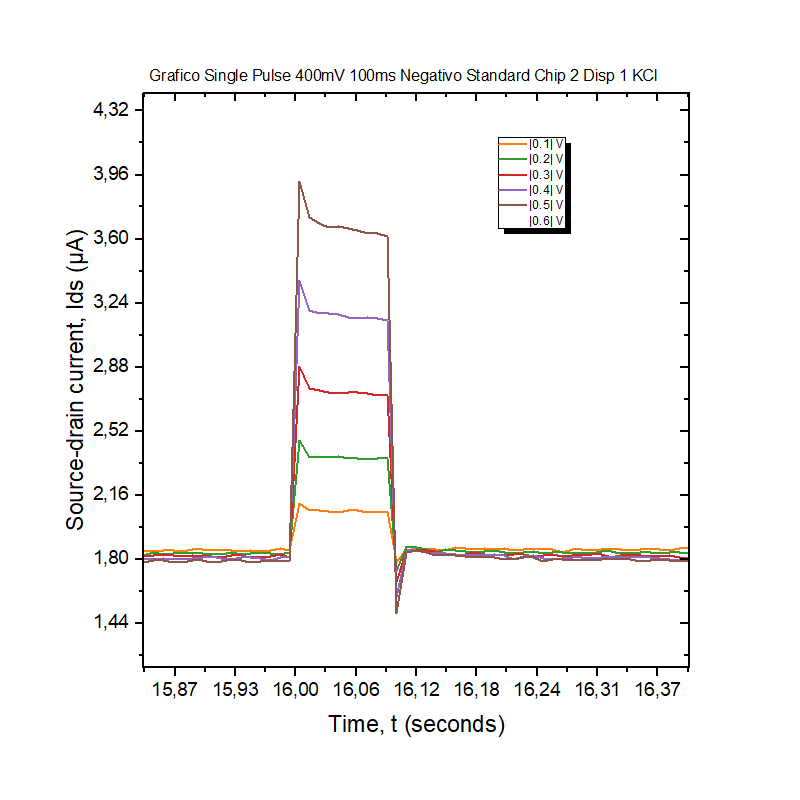 Grafico Single Pulse 400mV 100ms Negativo Standard Chip 2 Disp 1 KCl
4,32
3,96
3,60
3,24
2,88
2,52
2,16
1,80
1,44
Source-drain current, Ids (µA)
|0.1| V
|0.2| V
|0.3| V
|0.4| V
|0.5| V
|0.6| V
15,87 15,93 16,00 16,06 16,12 16,18 16,24 16,31 16,37
Time, t (seconds)